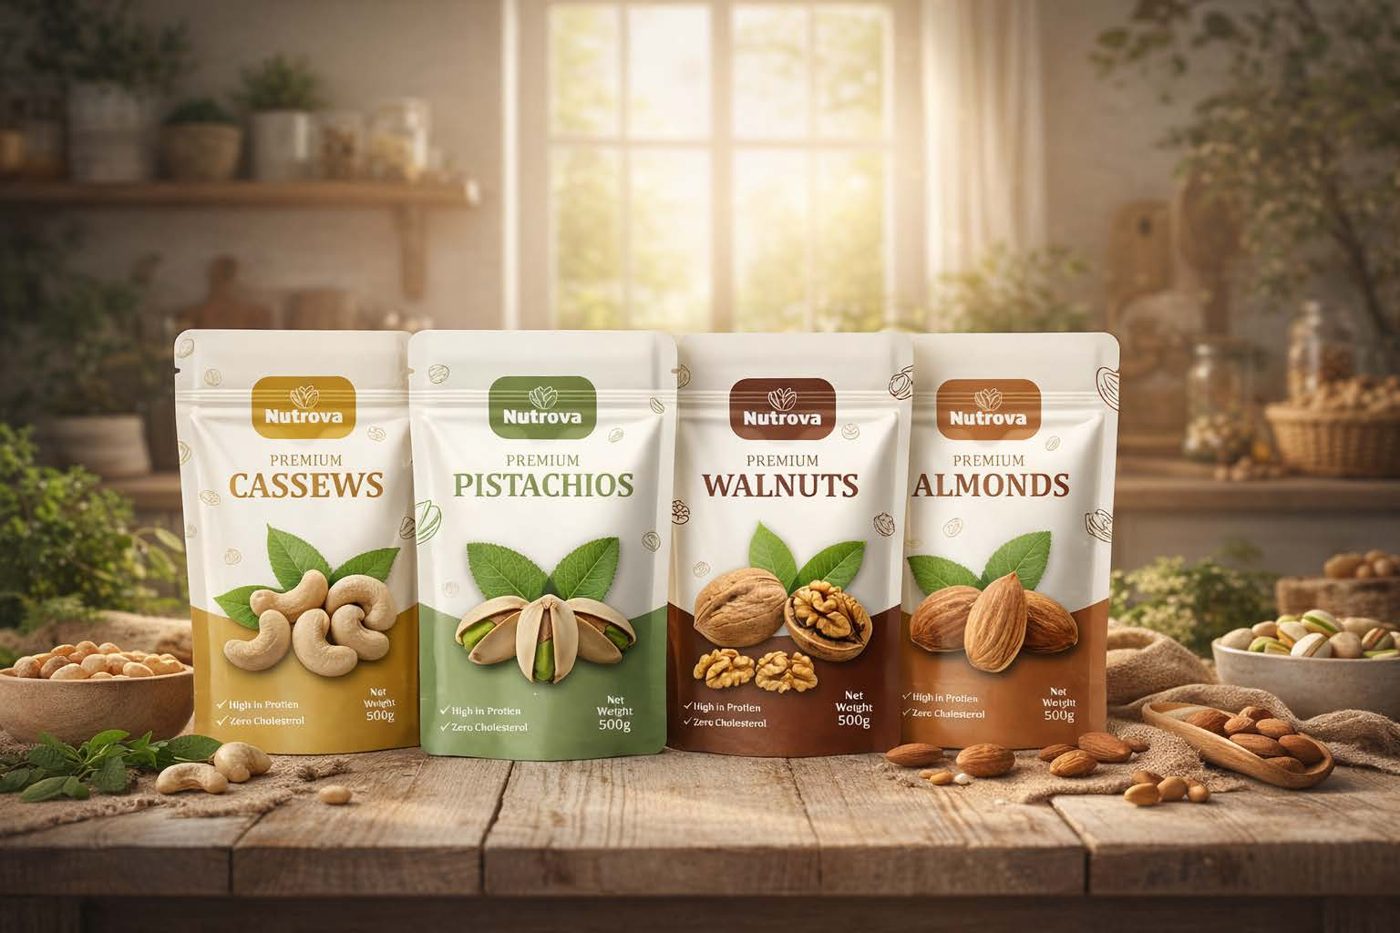 Nutrova
PREMIUM
CASSEWS
✓ High in Protien
✓ Zero Cholesterol
Net
Weight
500g
Nutrova
PREMIUM
PISTACHIOS
✓ High in Protien
✓ Zero Cholesterol
Net
Weight
500g
Nutrova
PREMIUM
WALNUTS
✓ High in Protien
✓ Zero Cholesterol
Net
Weight
500g
Nutrova
PREMIUM
ALMONDS
✓ High in Protien
✓ Zero Cholesterol
Net
Weight
500g